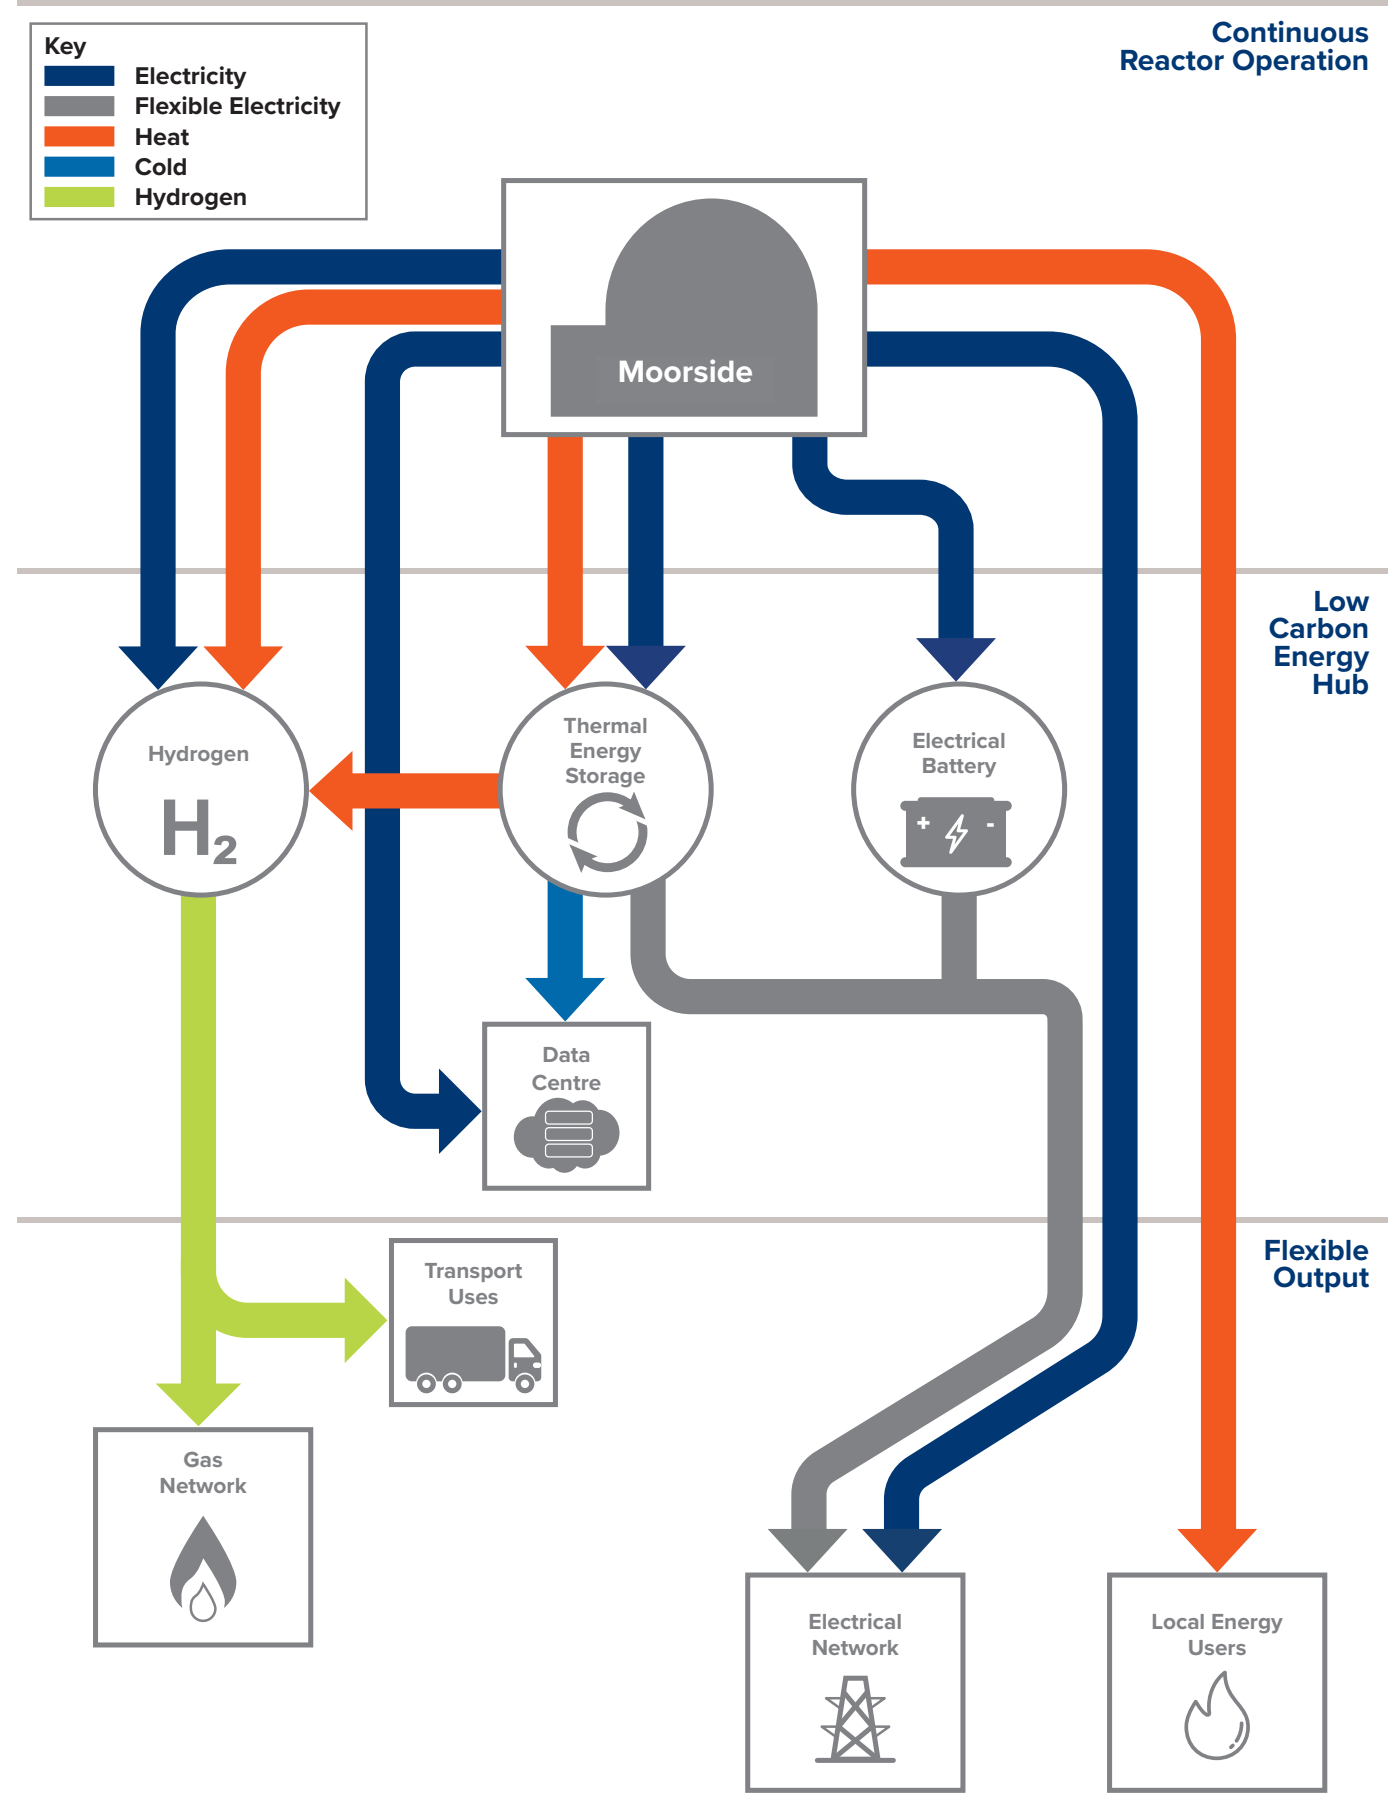 Continuous
Reactor Operation
Key
Electricity
Flexible Electricity
Heat
Cold
Hydrogen
Moorside
Low
Carbon
Energy
Hub
Hydrogen
H₂
Thermal
Energy
Storage
Electrical
Battery
+ -
Data
Centre
Flexible
Output
Transport
Uses
Gas
Network
Electrical
Network
Local Energy
Users